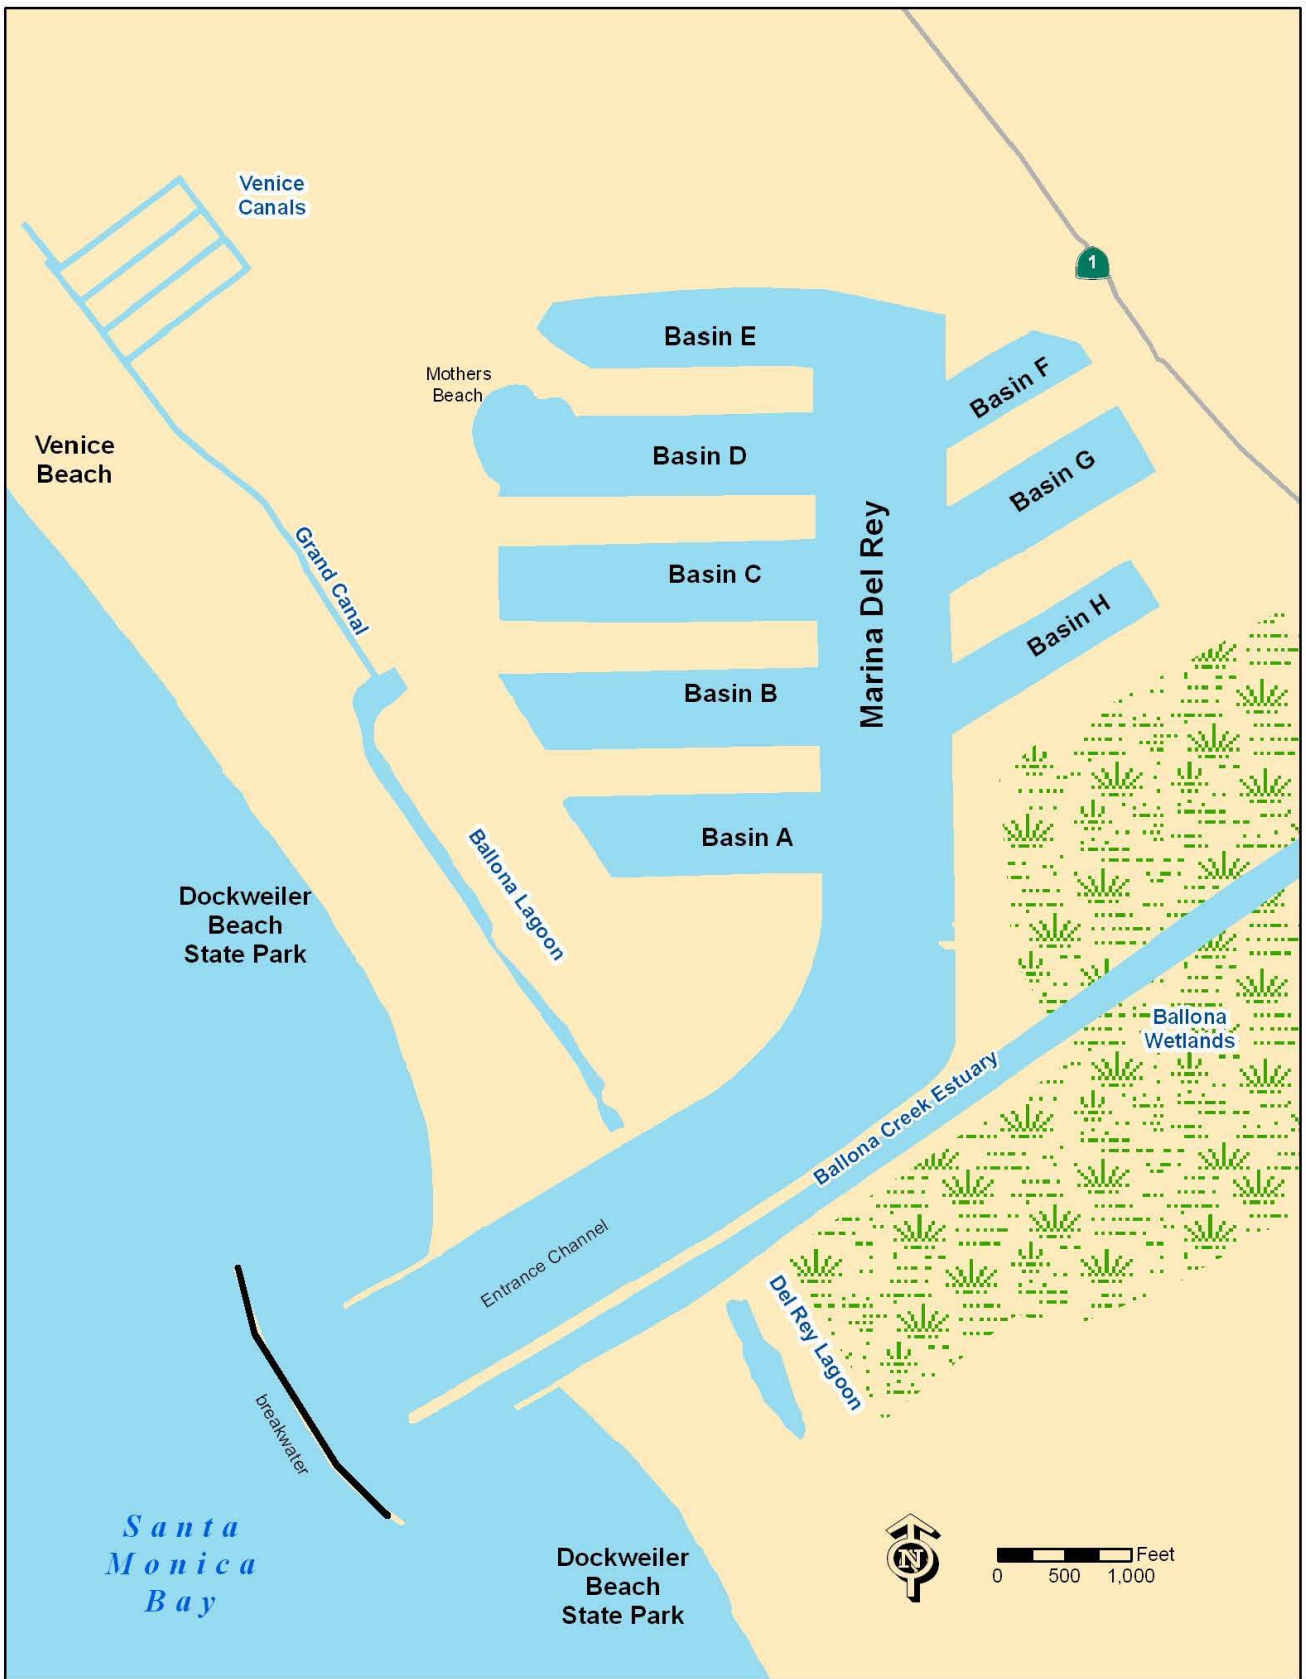 Venice
Canals
1
Basin E
Basin F
Mothers
Beach
Venice
Beach
Basin D
Basin G
Grand Canal
Marina Del Rey
Basin C
Basin H
Basin B
Basin A
Ballona Lagoon
Dockweiler
Beach
State Park
Ballona
Wetlands
Ballona Creek Estuary
Entrance Channel
Del Rey Lagoon
breakwater
Santa
Monica
Bay
Dockweiler
Beach
State Park
N
Feet
0 500 1,000